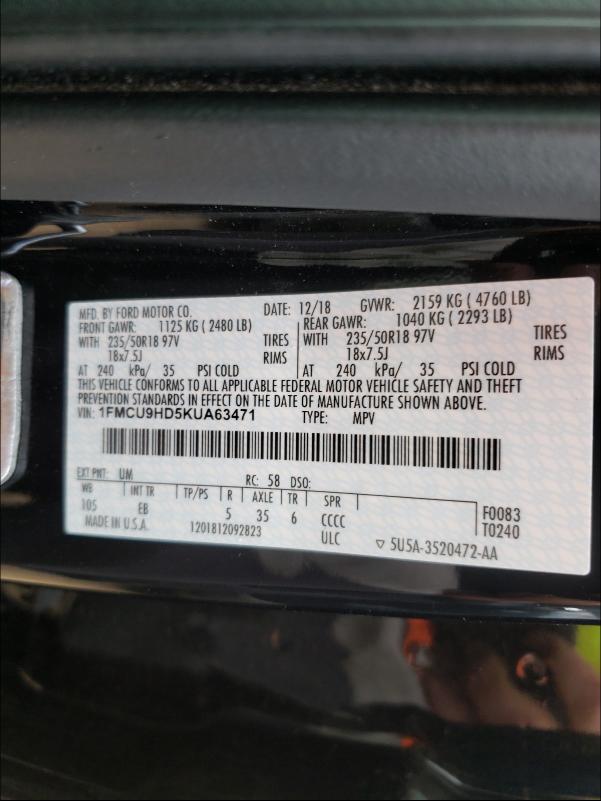 MFD. BY FORD MOTOR CO. DATE: 12/18 GVWR: 2159 KG ( 4760 LB)
FRONT GAWR: 1125 KG ( 2480 LB) REAR GAWR: 1040 KG ( 2293 LB)
WITH 235/50R18 97V TIRES WITH 235/50R18 97V TIRES
18x7.5J RIMS 18x7.5J RIMS
AT 240 kPa/ 35 PSI COLD AT 240 kPa/ 35 PSI COLD
THIS VEHICLE CONFORMS TO ALL APPLICABLE FEDERAL MOTOR VEHICLE SAFETY AND THEFT
PREVENTION STANDARDS IN EFFECT ON THE DATE OF MANUFACTURE SHOWN ABOVE.
VIN: 1FMCU9HD5KUA63471 TYPE: MPV
EXT PNT: UM RC: 58 DSO:
WB INT TR TP/PS R AXLE TR SPR
105 EB 5 35 6 CCCC F0083
MADE IN U.S.A. 1201812092823 ULC T0240
▽ 5U5A-3520472-AA